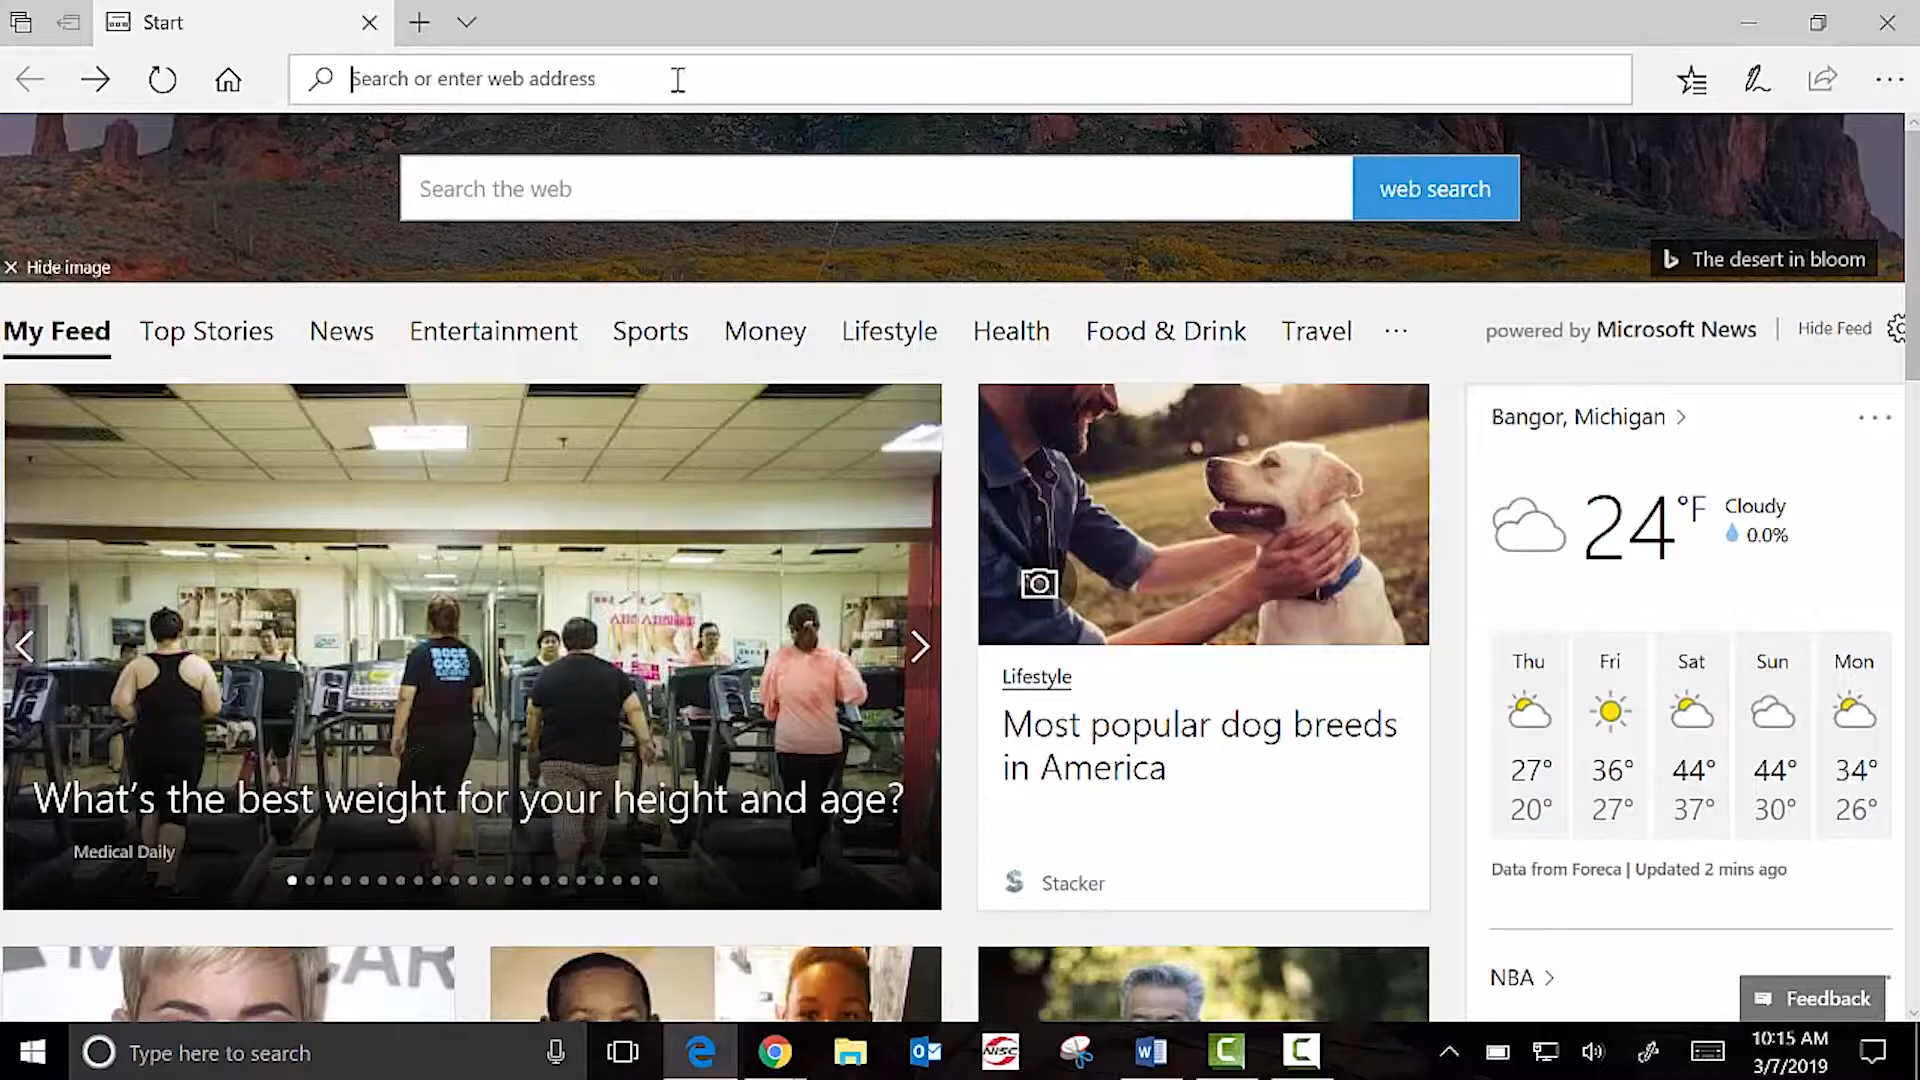 Start
Search or enter web address
Search the web
web search
Hide image
The desert in bloom
My Feed Top Stories News Entertainment Sports Money Lifestyle Health Food & Drink Travel ...
powered by Microsoft News | Hide Feed
Bangor, Michigan
24°F Cloudy
0.0%
Thu Fri Sat Sun Mon
27° 36° 44° 44° 34°
20° 27° 37° 30° 26°
Data from Foreca | Updated 2 mins ago
NBA
Feedback
ROCK
What's the best weight for your height and age?
Medical Daily
Lifestyle
Most popular dog breeds
in America
Stacker
Type here to search
NISC
10:15 AM
3/7/2019